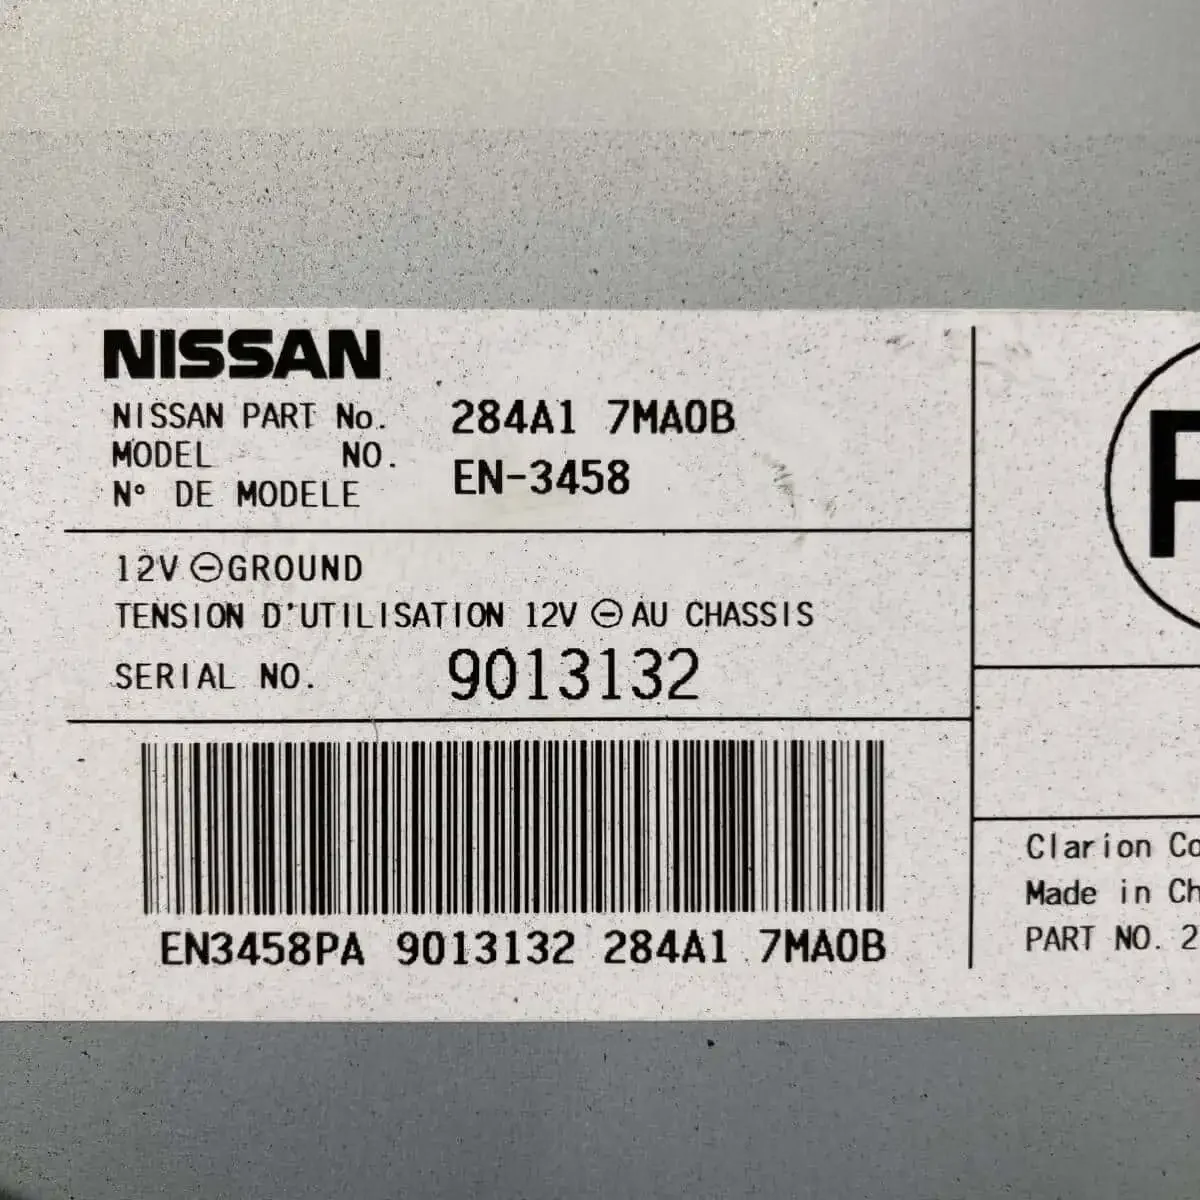 NISSAN
NISSAN PART No. 284A1 7MA0B
MODEL NO.
N° DE MODELE EN-3458
12V ⊖ GROUND
TENSION D'UTILISATION 12V ⊖ AU CHASSIS
SERIAL NO. 9013132
EN3458PA 9013132 284A1 7MA0B
Clarion
Made in
PART NO. 2